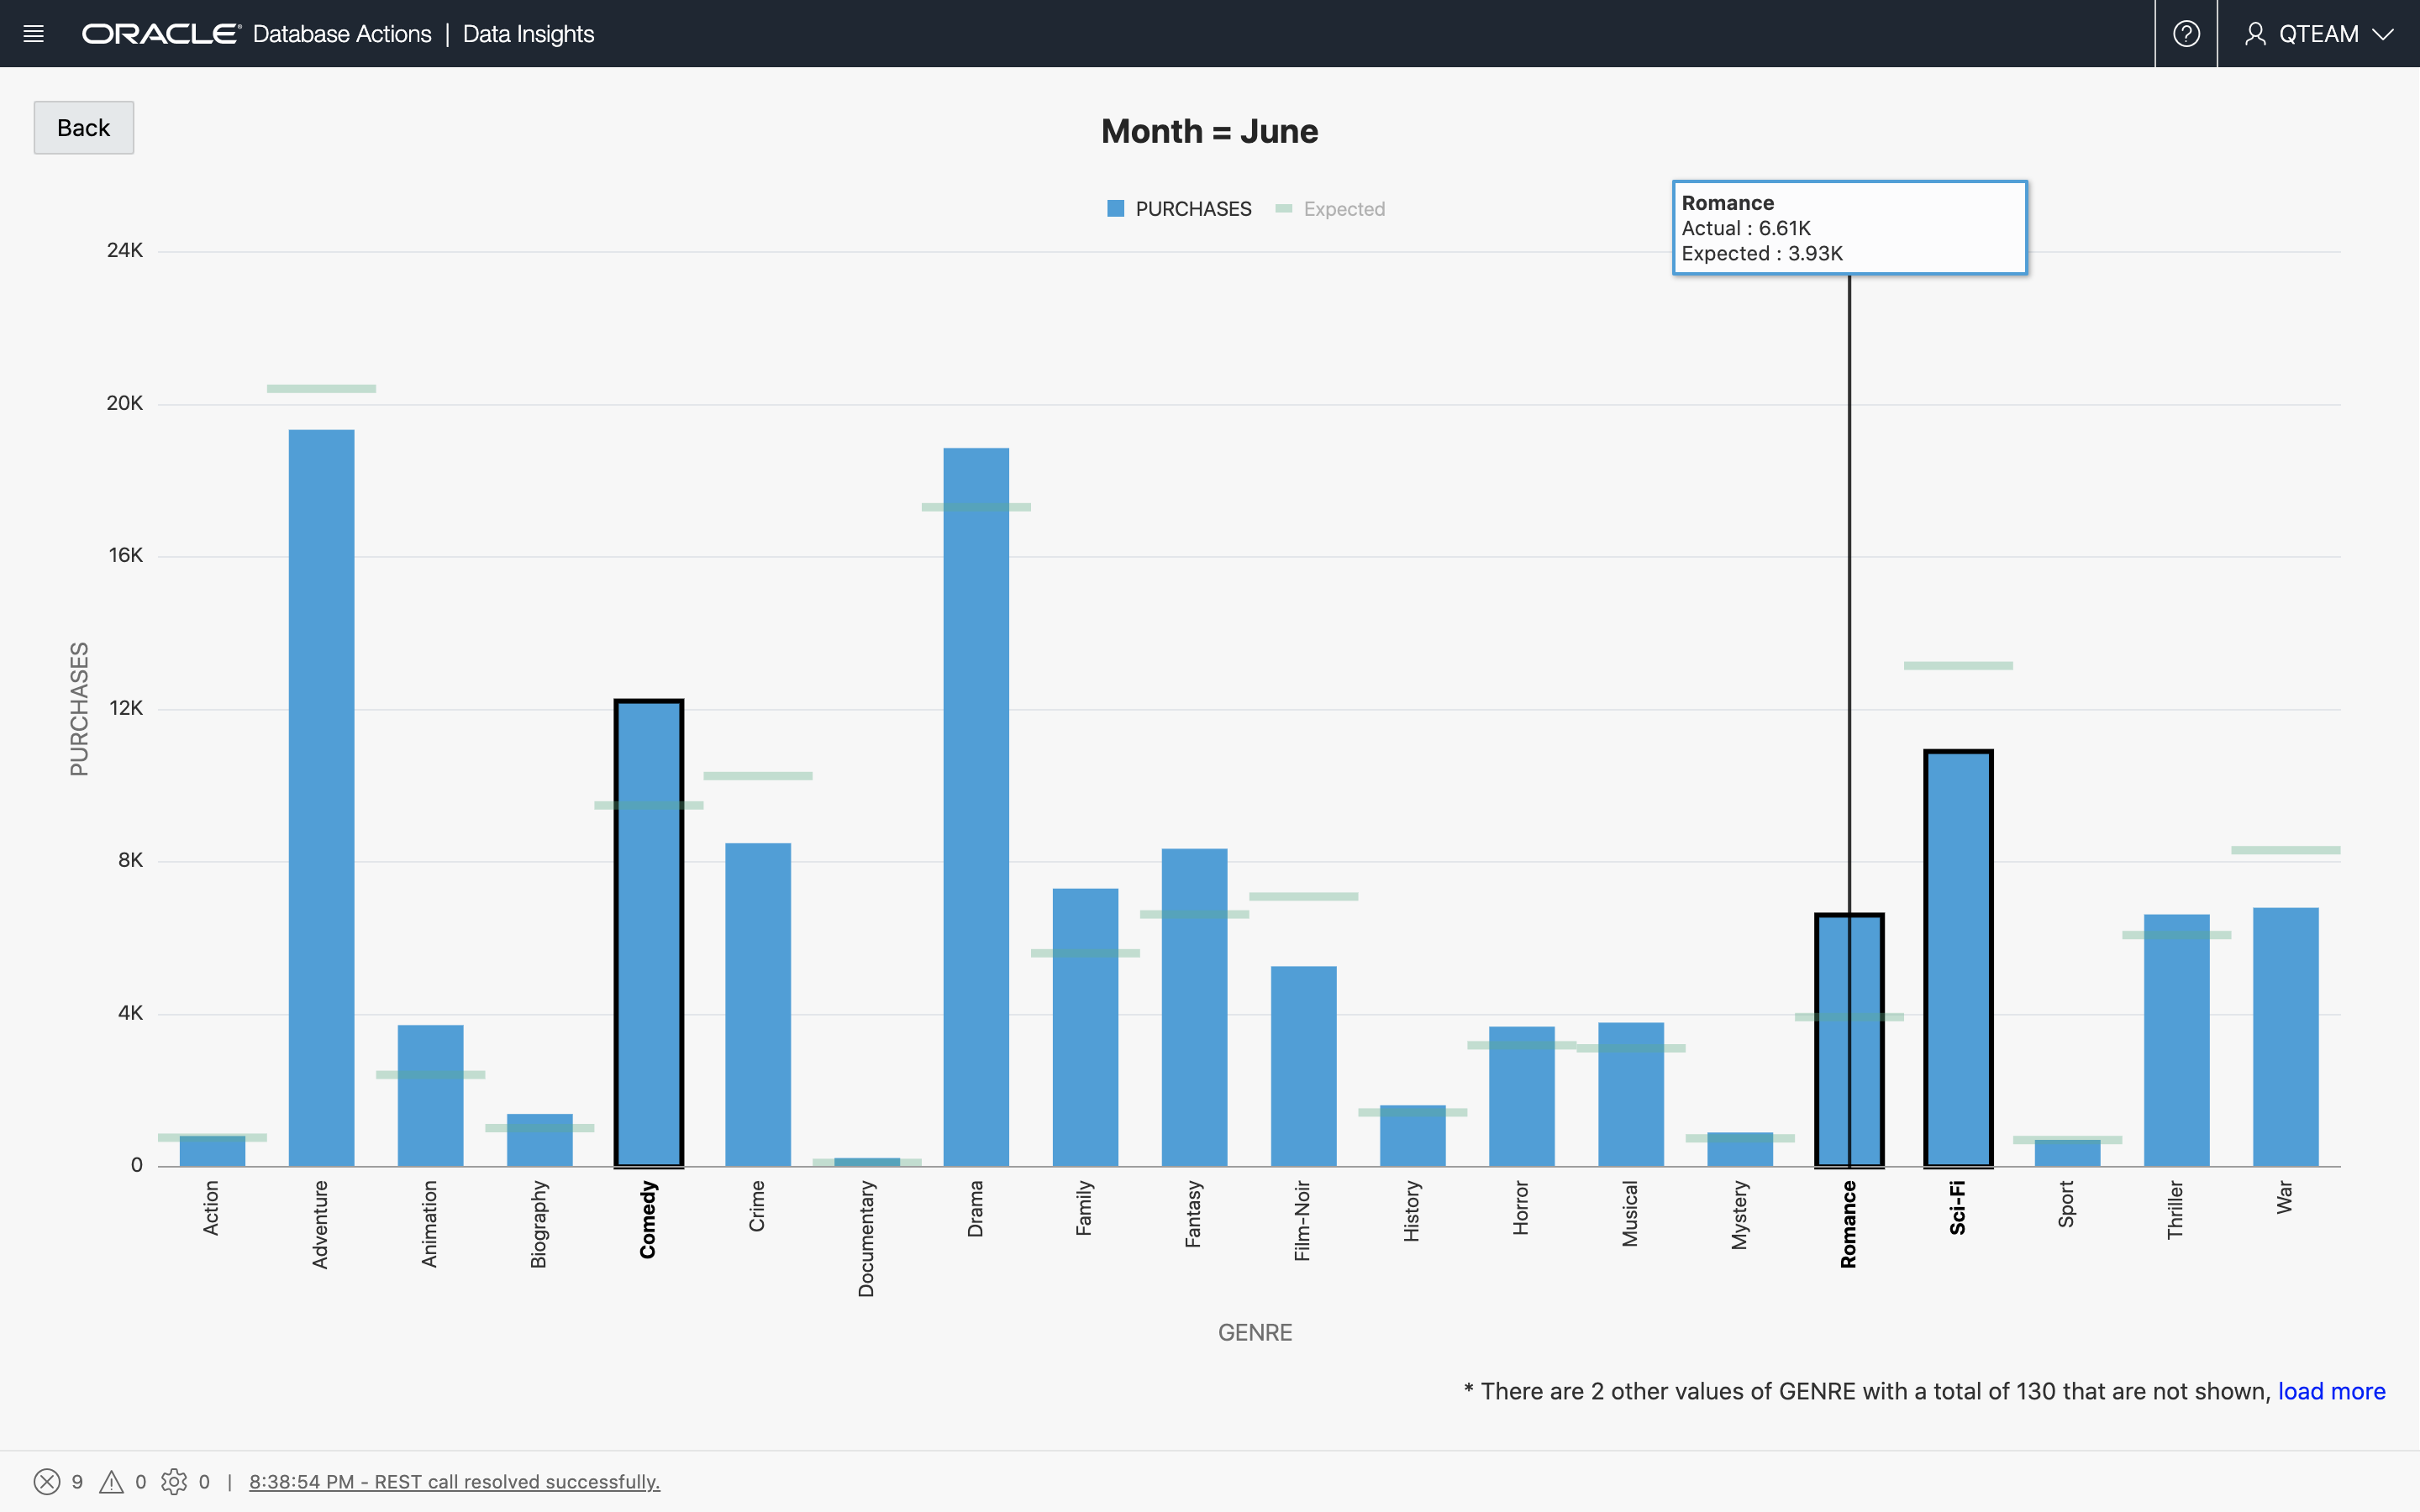 ORACLE® Database Actions | Data Insights
QTEAM
Back
Month = June
PURCHASES Expected
Romance
Actual : 6.61K
Expected : 3.93K
24K
20K
16K
12K
8K
4K
0
PURCHASES
Action
Adventure
Animation
Biography
Comedy
Crime
Documentary
Drama
Family
Fantasy
Film-Noir
History
Horror
Musical
Mystery
Romance
Sci-Fi
Sport
Thriller
War
GENRE
* There are 2 other values of GENRE with a total of 130 that are not shown, load more
9 0 0 | 8:38:54 PM - REST call resolved successfully.